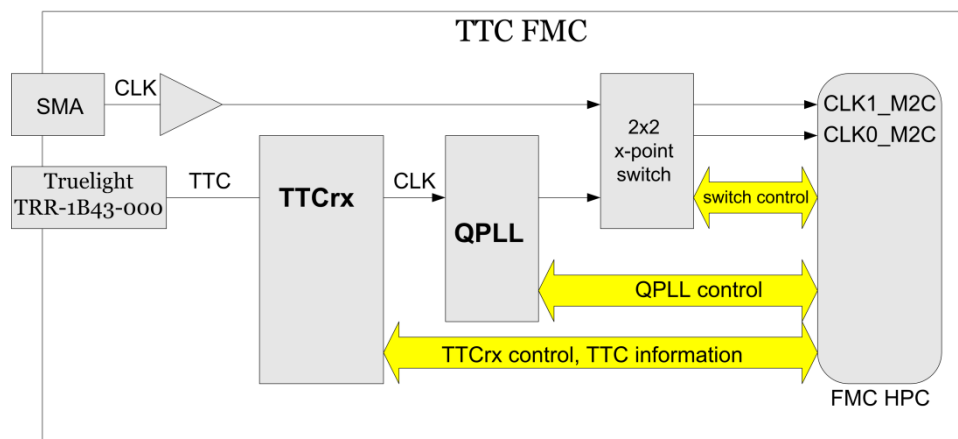 TTC FMC
CLK
SMA
CLK1_M2C
CLK0_M2C
2x2
x-point
switch
Truelight
TRR-1B43-000
TTC
TTCrx
CLK
QPLL
switch control
QPLL control
TTCrx control, TTC information
FMC HPC